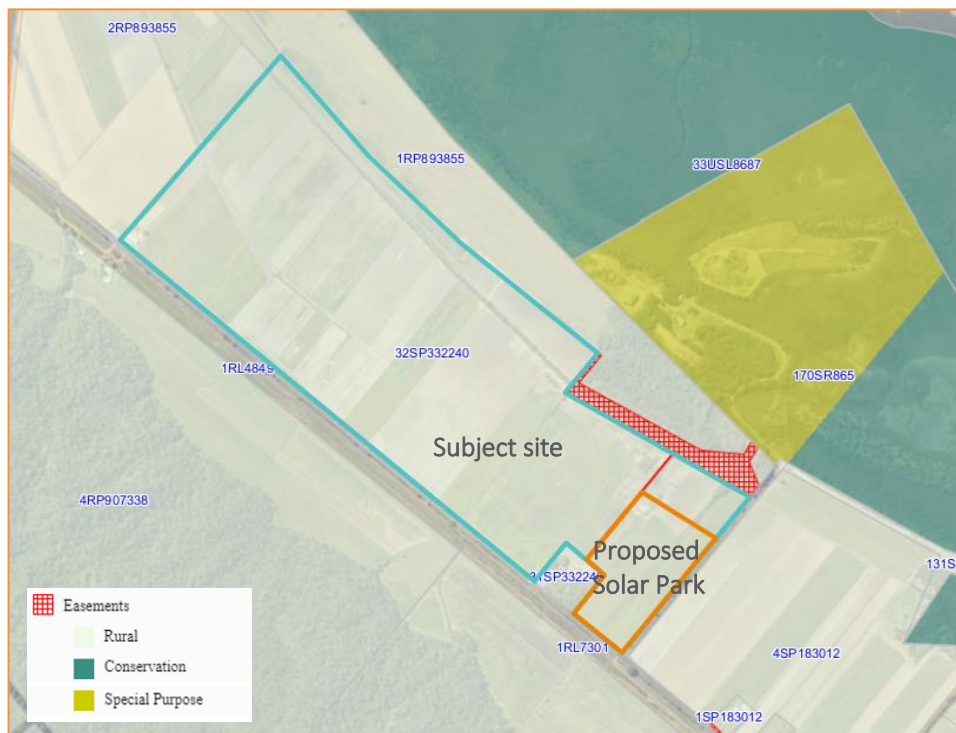 2RP893855
1RP893855
33USL8687
32SP332240
1RL4849
170SR865
Subject site
4RP907338
Proposed
Solar Park
131S
1RL7301
4SP183012
1SP183012
Easements
Rural
Conservation
Special Purpose